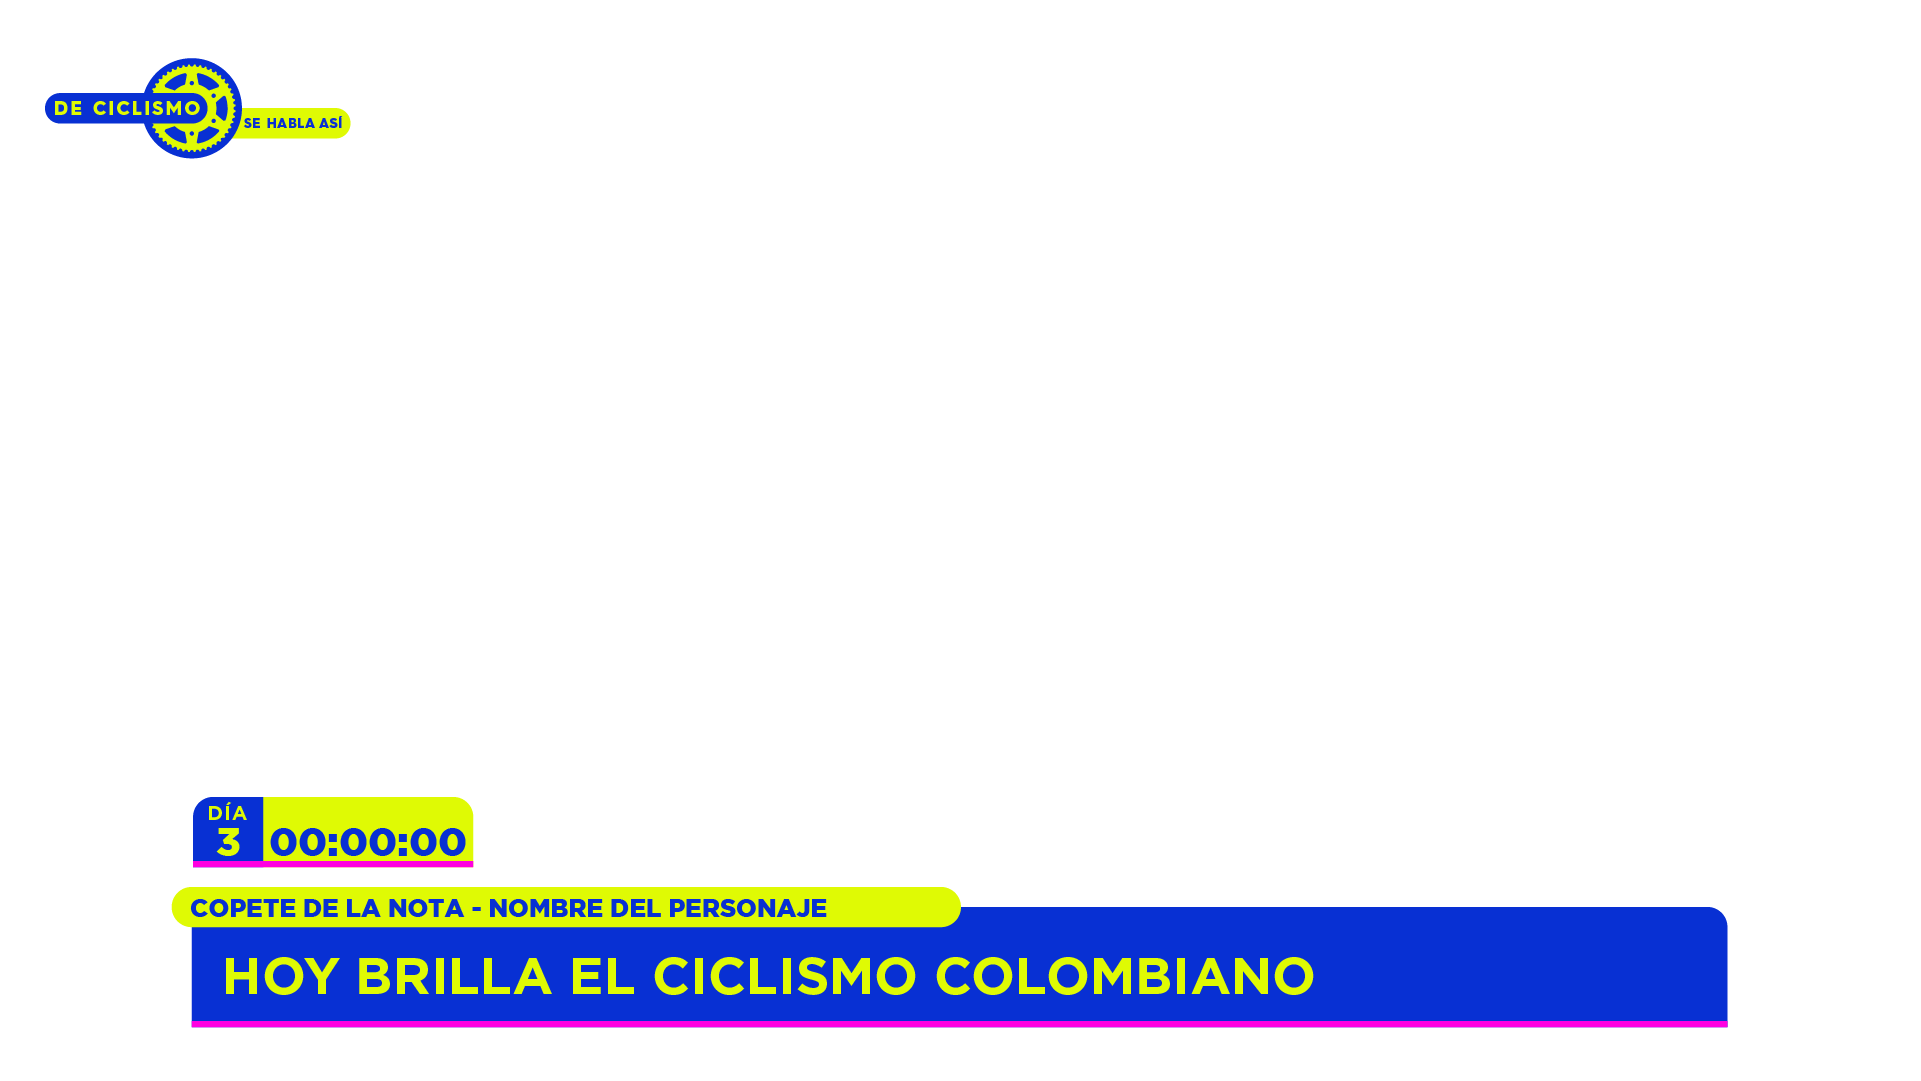 DE CICLISMO
SE HABLA ASÍ
DÍA
3
00:00:00
COPETE DE LA NOTA - NOMBRE DEL PERSONAJE
HOY BRILLA EL CICLISMO COLOMBIANO